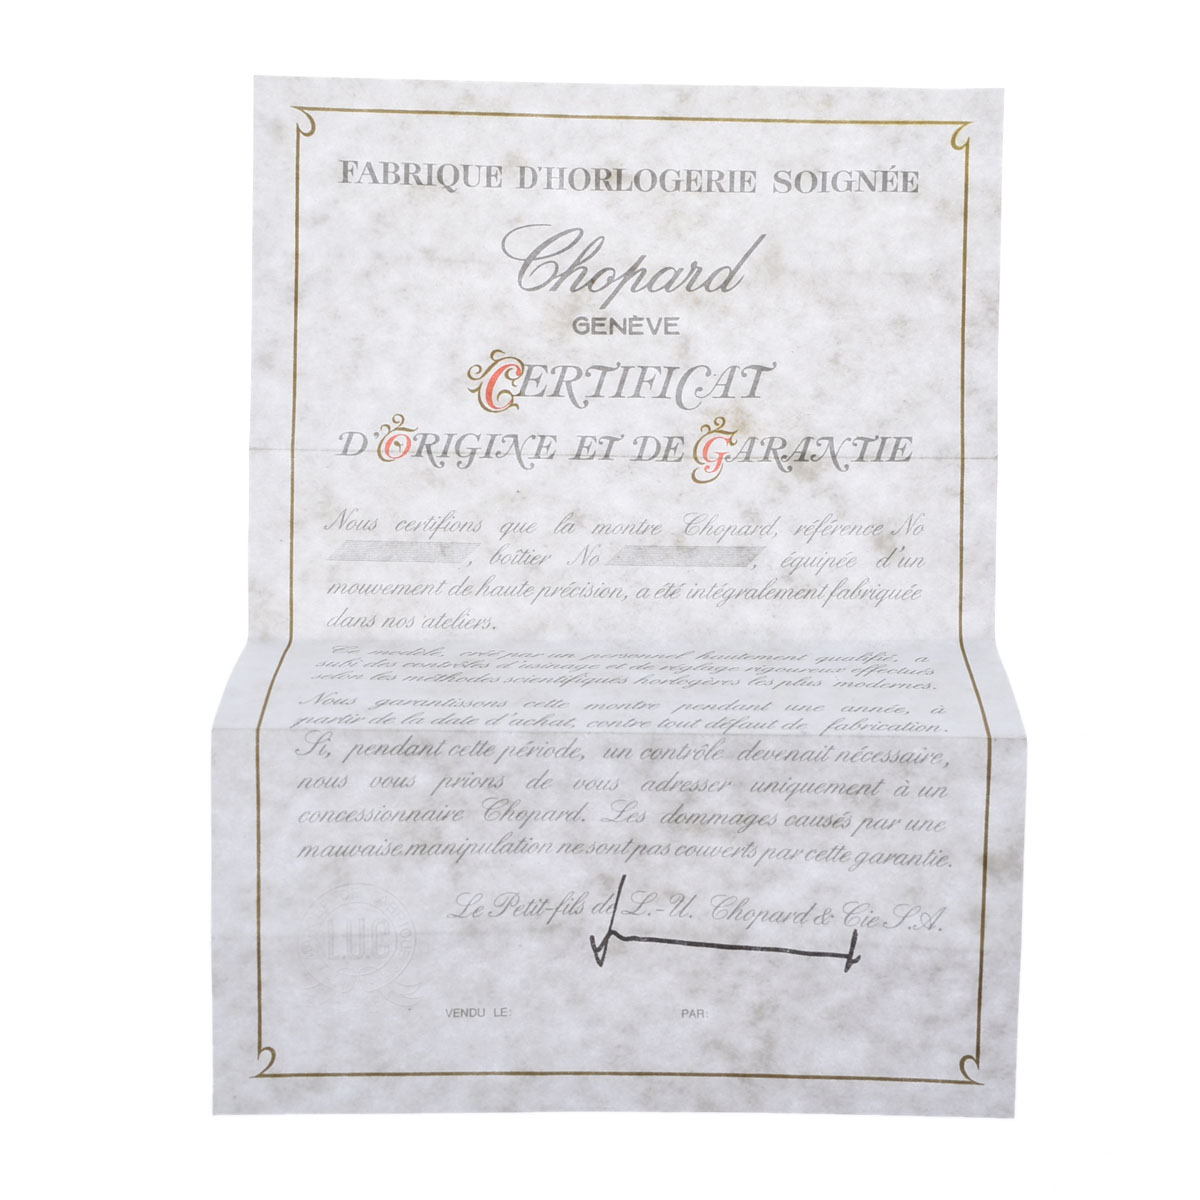 FABRIQUE D'HORLOGERIE SOIGNÉE
Chopard
GENÈVE
CERTIFICAT
D'ORIGINE ET DE GARANTIE
Nous certifions que la montre Chopard, référence No
, boîtier No , équipée d'un
mouvement de haute précision, a été intégralement fabriquée
dans nos ateliers.
Ce modèle, créé par un personnel hautement qualifié, a
subi des contrôles d'usinage et de réglage rigoureux effectués
selon les méthodes scientifiques horlogères les plus modernes.
Nous garantissons cette montre pendant une année, à
partir de la date d'achat, contre tout défaut de fabrication.
Si, pendant cette période, un contrôle devenait nécessaire,
nous vous prions de vous adresser uniquement à un
concessionnaire Chopard. Les dommages causés par une
mauvaise manipulation ne sont pas couverts par cette garantie.
Le Petit-fils de L.-U. Chopard & Cie S.A.
L.U.C
VENDU LE: PAR: